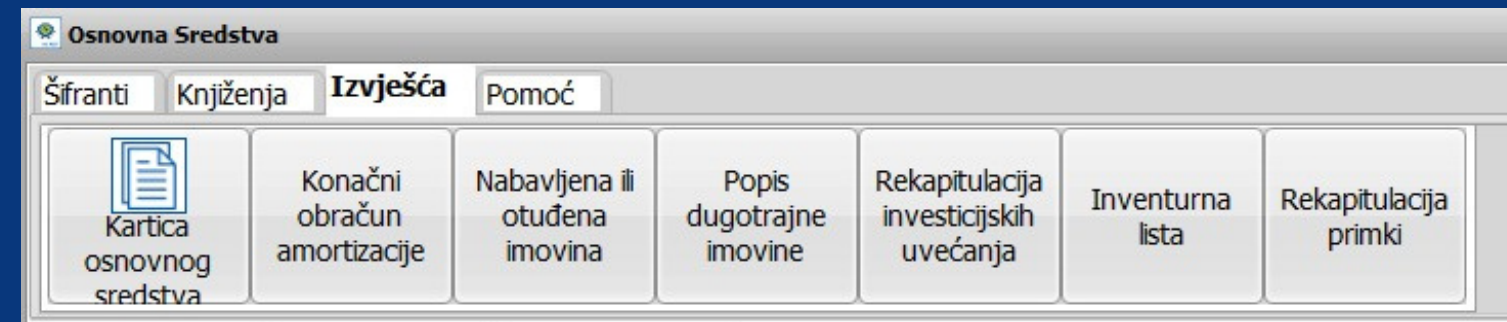 Osnovna Sredstva
Šifranti Knjiženja Izvješća Pomoć
Kartica
osnovnog
sredstva
Konačni
obračun
amortizacije
Nabavljena ili
otuđena
imovina
Popis
dugotrajne
imovine
Rekapitulacija
investicijskih
uvećanja
Inventurna
lista
Rekapitulacija
primki